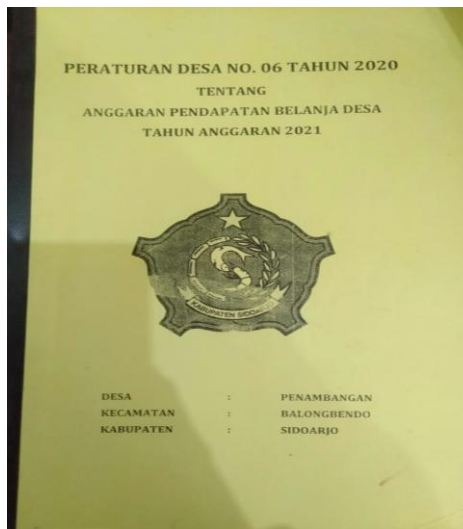 PERATURAN DESA NO. 06 TAHUN 2020
TENTANG
ANGGARAN PENDAPATAN BELANJA DESA
TAHUN ANGGARAN 2021
KABUPATEN SIDOARJO
DESA : PENAMBANGAN
KECAMATAN : BALONGBENDO
KABUPATEN : SIDOARJO